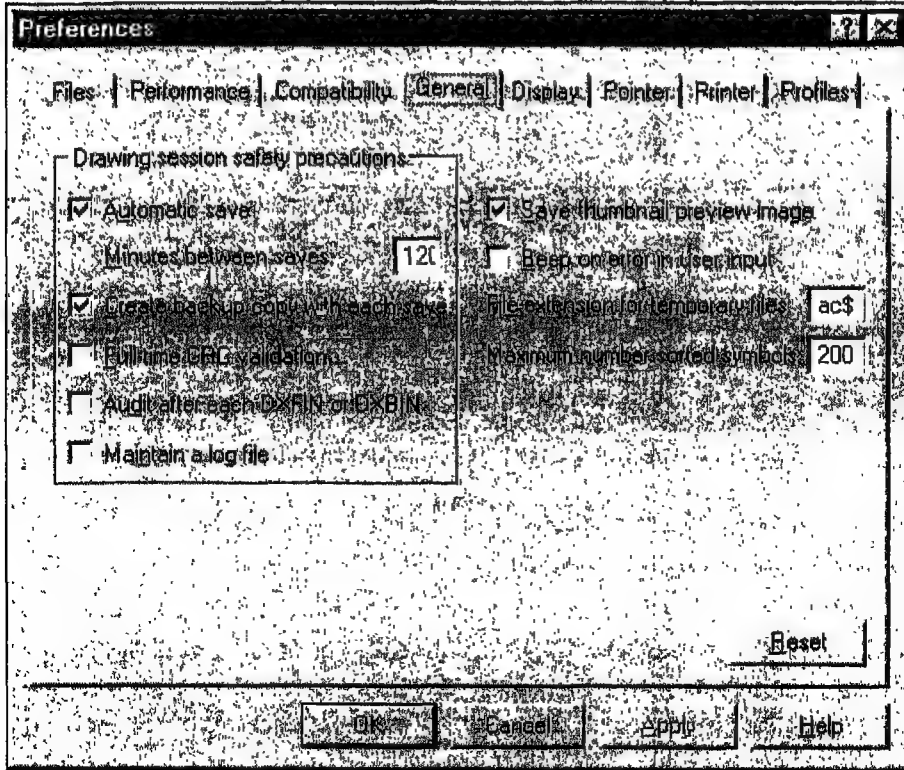 Preferences
Files Performance Compatibility General Display Pointer Printer Profiles
Drawing session safety precautions
Automatic save
Minutes between saves: 120
Create backup copy with each save
Full-time CRC validation
Audit after each DXFIN or DXBIN
Maintain a log file
Save thumbnail preview image
Beep on error in user input
File extension for temporary files: ac$
Maximum number sorted symbols: 200
Reset
OK Cancel Apply Help